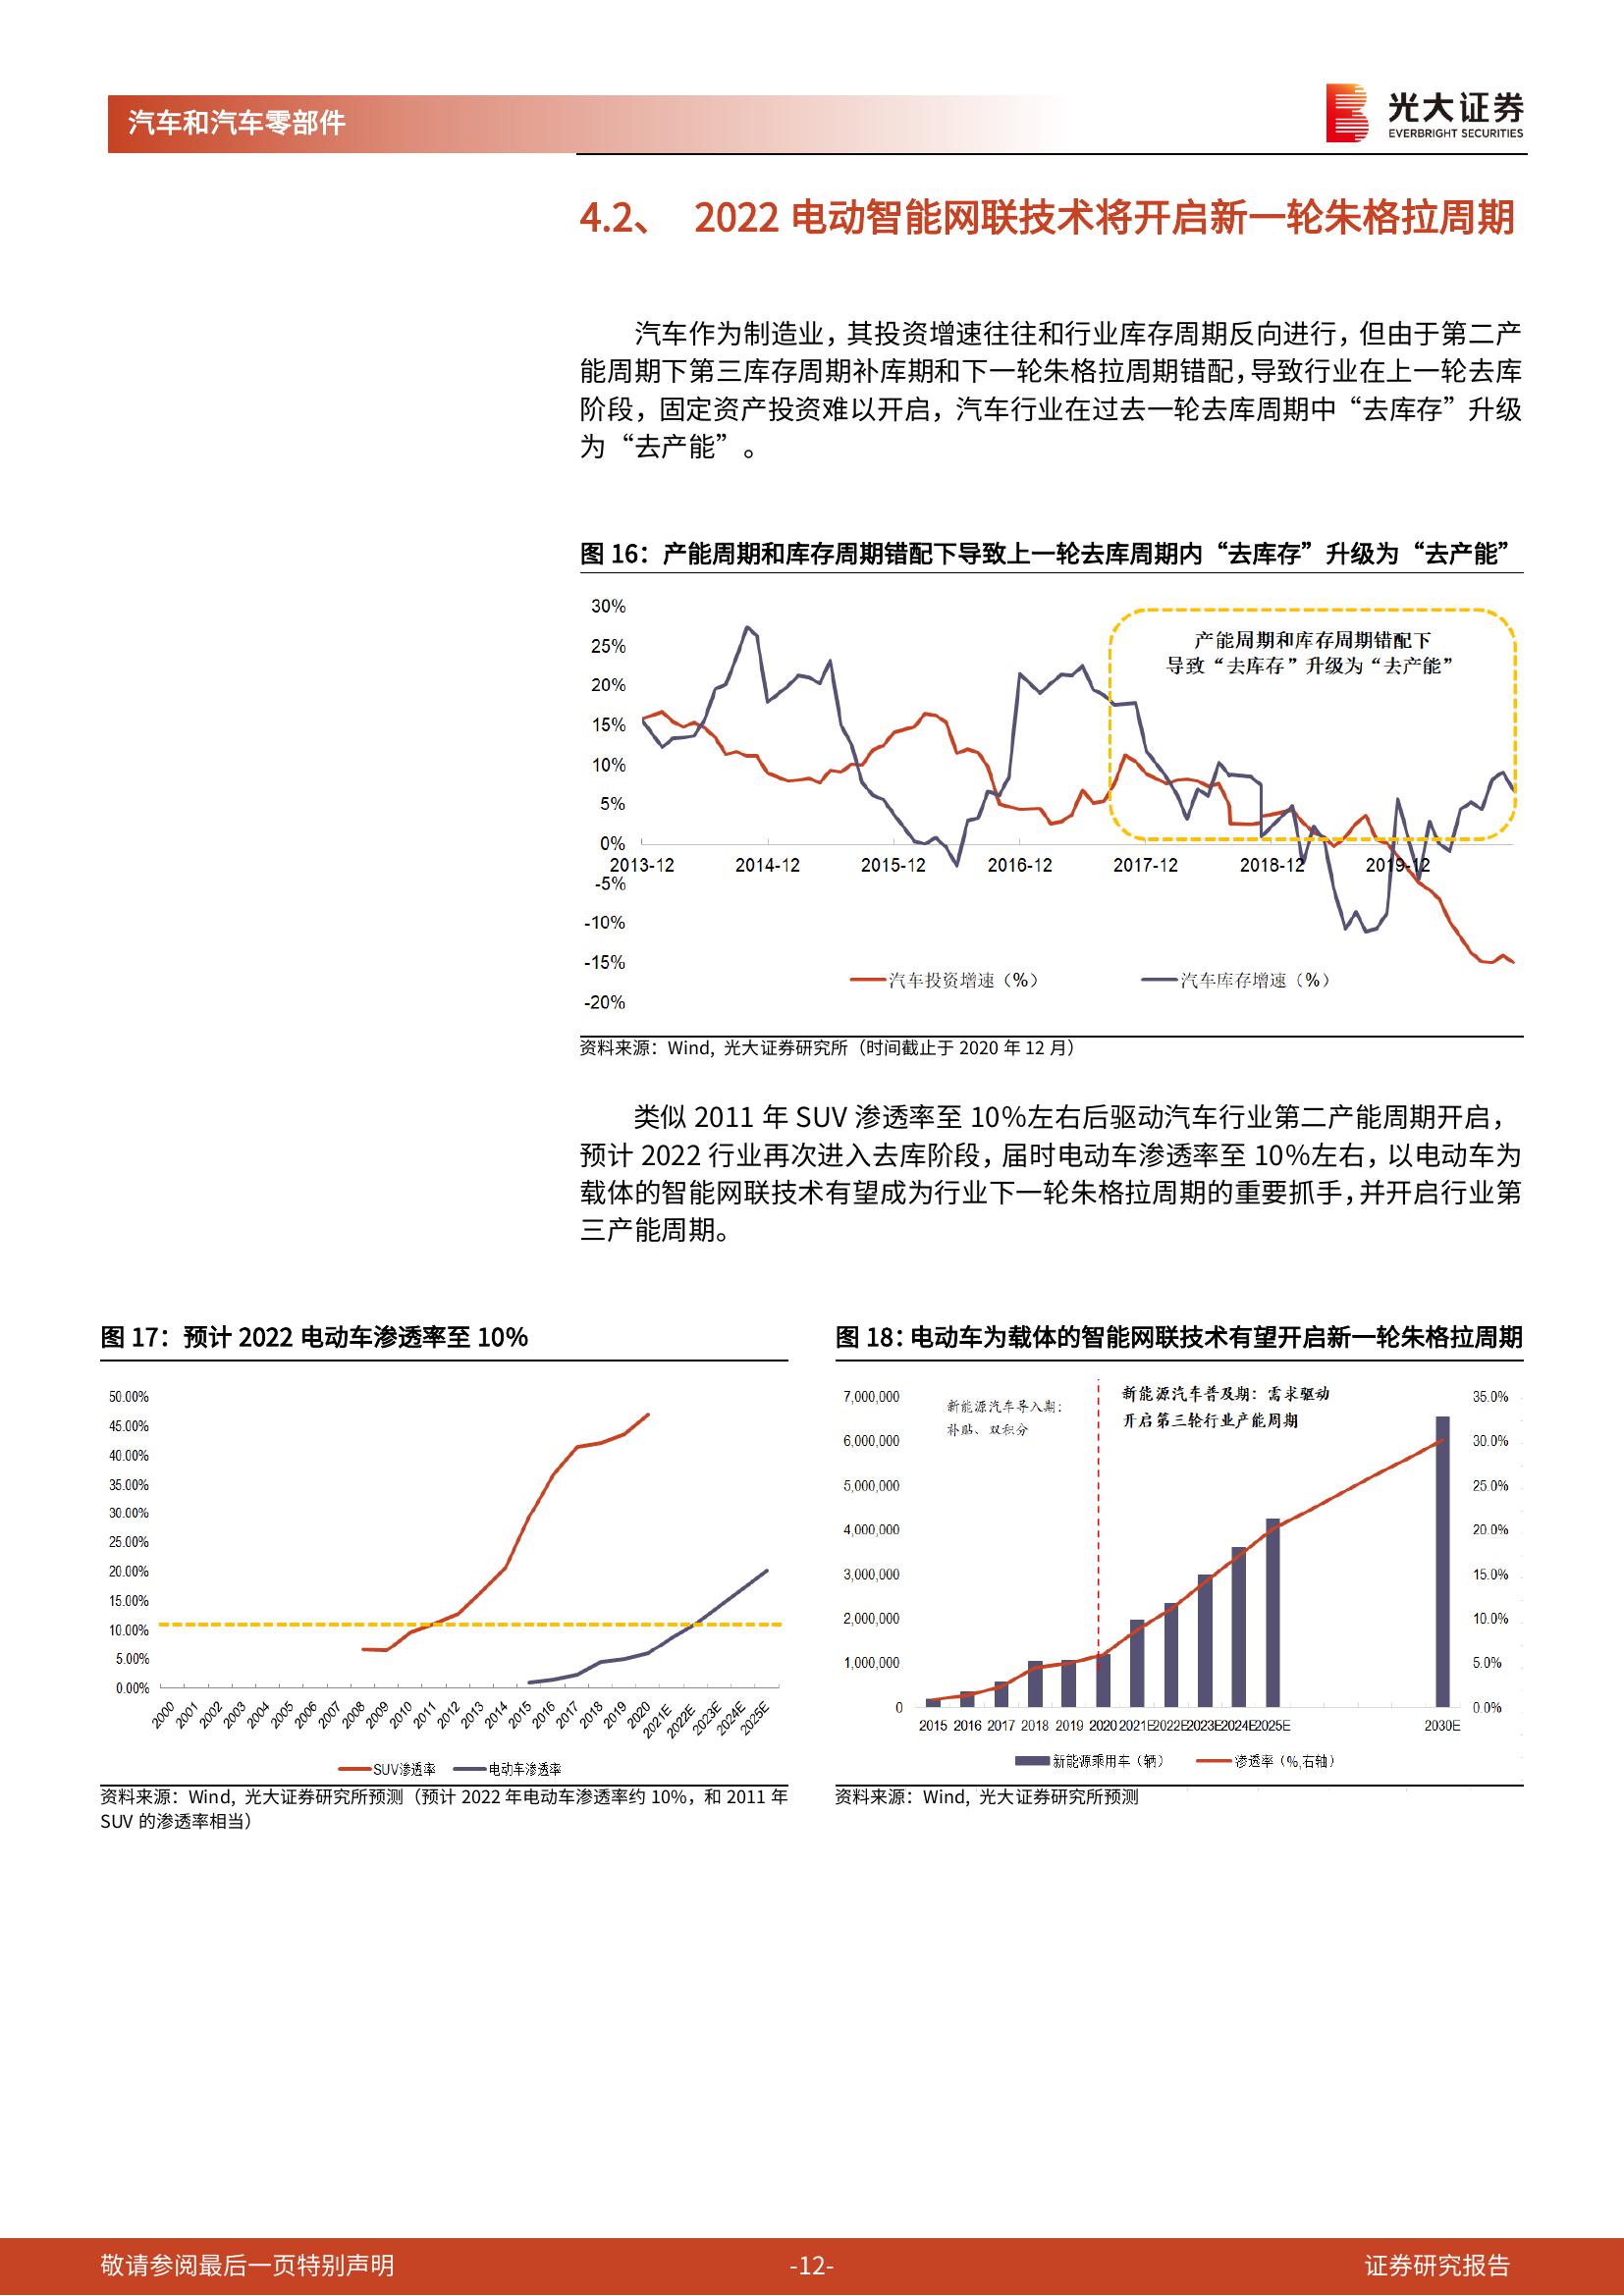 汽车和汽车零部件
光大证券
EVERBRIGHT SECURITIES
4.2、 2022 电动智能网联技术将开启新一轮朱格拉周期
汽车作为制造业，其投资增速往往和行业库存周期反向进行，但由于第二产
能周期下第三库存周期补库期和下一轮朱格拉周期错配，导致行业在上一轮去库
阶段，固定资产投资难以开启，汽车行业在过去一轮去库周期中“去库存”升级
为“去产能”。
图 16：产能周期和库存周期错配下导致上一轮去库周期内“去库存”升级为“去产能”
30%
25%
20%
15%
10%
5%
0%
-5%
-10%
-15%
-20%
产能周期和库存周期错配下
导致“去库存”升级为“去产能”
2013-12 2014-12 2015-12 2016-12 2017-12 2018-12 2019-12
汽车投资增速（%） 汽车库存增速（%）
资料来源：Wind，光大证券研究所（时间截止于 2020 年 12 月）
类似 2011 年 SUV 渗透率至 10%左右后驱动汽车行业第二产能周期开启，
预计 2022 行业再次进入去库阶段，届时电动车渗透率至 10%左右，以电动车为
载体的智能网联技术有望成为行业下一轮朱格拉周期的重要抓手，并开启行业第
三产能周期。
图 17：预计 2022 电动车渗透率至 10%
50.00%
45.00%
40.00%
35.00%
30.00%
25.00%
20.00%
15.00%
10.00%
5.00%
0.00%
2000 2001 2002 2003 2004 2005 2006 2007 2008 2009 2010 2011 2012 2013 2014 2015 2016 2017 2018 2019 2020 2021E 2022E 2023E 2024E 2025E
SUV渗透率 电动车渗透率
资料来源：Wind，光大证券研究所预测（预计 2022 年电动车渗透率约 10%，和 2011 年
SUV 的渗透率相当）
图 18：电动车为载体的智能网联技术有望开启新一轮朱格拉周期
7,000,000
6,000,000
5,000,000
4,000,000
3,000,000
2,000,000
1,000,000
0
新能源汽车导入期：
补贴、双积分
新能源汽车普及期：需求驱动
开启第三轮行业产能周期
35.0%
30.0%
25.0%
20.0%
15.0%
10.0%
5.0%
0.0%
2015 2016 2017 2018 2019 2020 2021E 2022E 2023E 2024E 2025E 2030E
新能源乘用车（辆） 渗透率（%,右轴）
资料来源：Wind，光大证券研究所预测
敬请参阅最后一页特别声明 -12- 证券研究报告